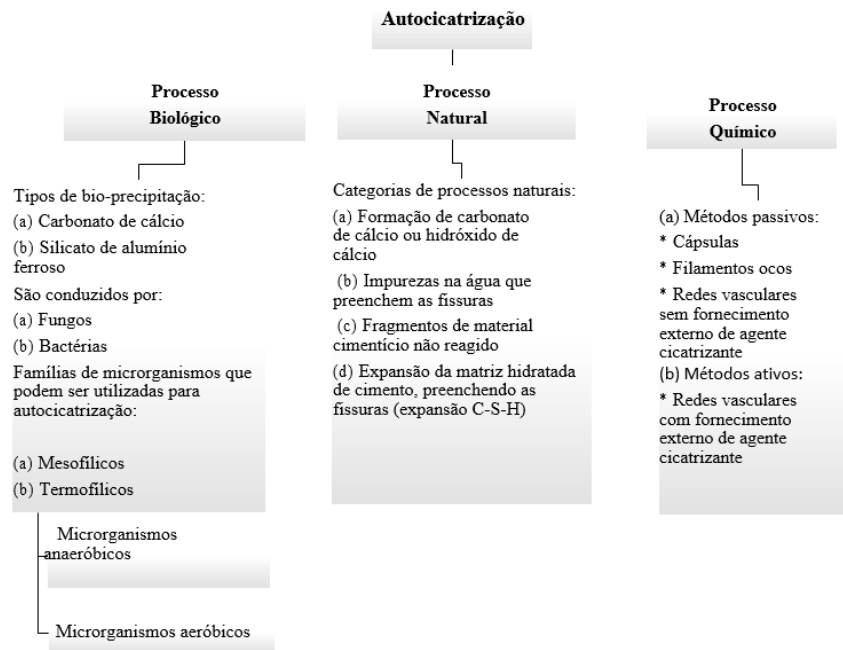 Autocicatrização
Processo
Biológico
Tipos de bio-precipitação:
(a) Carbonato de cálcio
(b) Silicato de alumínio
ferroso
São conduzidos por:
(a) Fungos
(b) Bactérias
Famílias de microrganismos que
podem ser utilizadas para
autocicatrização:
(a) Mesofílicos
(b) Termofílicos
Microrganismos
anaeróbicos
Microrganismos aeróbicos
Processo
Natural
Categorias de processos naturais:
(a) Formação de carbonato
de cálcio ou hidróxido de
cálcio
(b) Impurezas na água que
preenchem as fissuras
(c) Fragmentos de material
cimentício não reagido
(d) Expansão da matriz hidratada
de cimento, preenchendo as
fissuras (expansão C-S-H)
Processo
Químico
(a) Métodos passivos:
* Cápsulas
* Filamentos ocos
* Redes vasculares
sem fornecimento
externo de agente
cicatrizante
(b) Métodos ativos:
* Redes vasculares
com fornecimento
externo de agente
cicatrizante